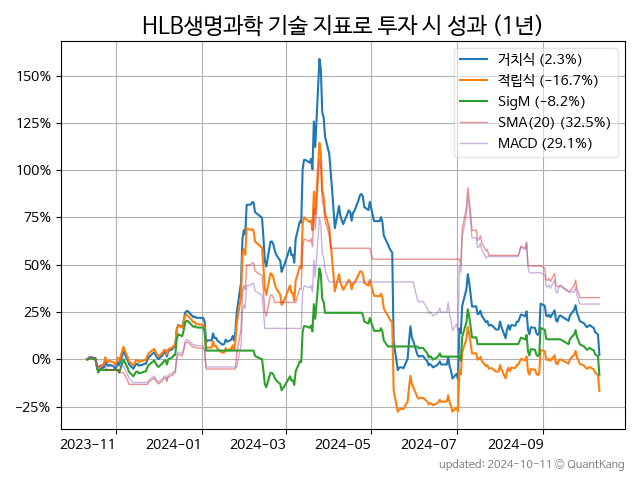 HLB생명과학 기술 지표로 투자 시 성과 (1년)
거치식 (2.3%)
적립식 (-16.7%)
SigM (-8.2%)
SMA(20) (32.5%)
MACD (29.1%)
150%
125%
100%
75%
50%
25%
0%
−25%
2023-11 2024-01 2024-03 2024-05 2024-07 2024-09
updated: 2024-10-11 © QuantKang